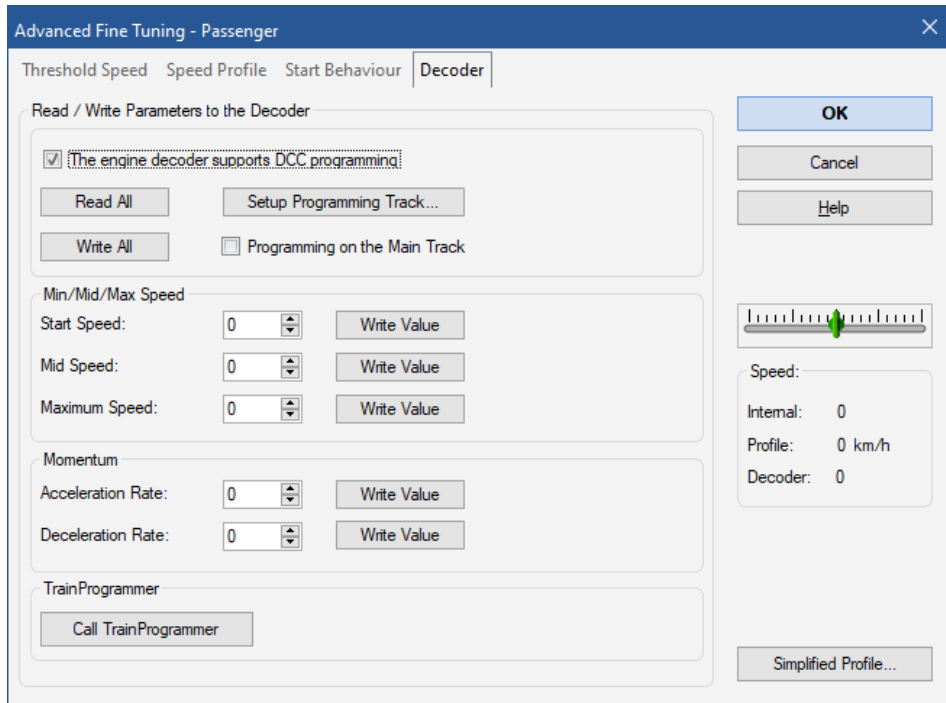 Advanced Fine Tuning - Passenger
Threshold Speed Speed Profile Start Behaviour Decoder
Read / Write Parameters to the Decoder
The engine decoder supports DCC programming
Read All Setup Programming Track...
Write All Programming on the Main Track
Min/Mid/Max Speed
Start Speed: 0 Write Value
Mid Speed: 0 Write Value
Maximum Speed: 0 Write Value
Momentum
Acceleration Rate: 0 Write Value
Deceleration Rate: 0 Write Value
TrainProgrammer
Call TrainProgrammer
OK
Cancel
Help
Speed:
Internal: 0
Profile: 0 km/h
Decoder: 0
Simplified Profile...